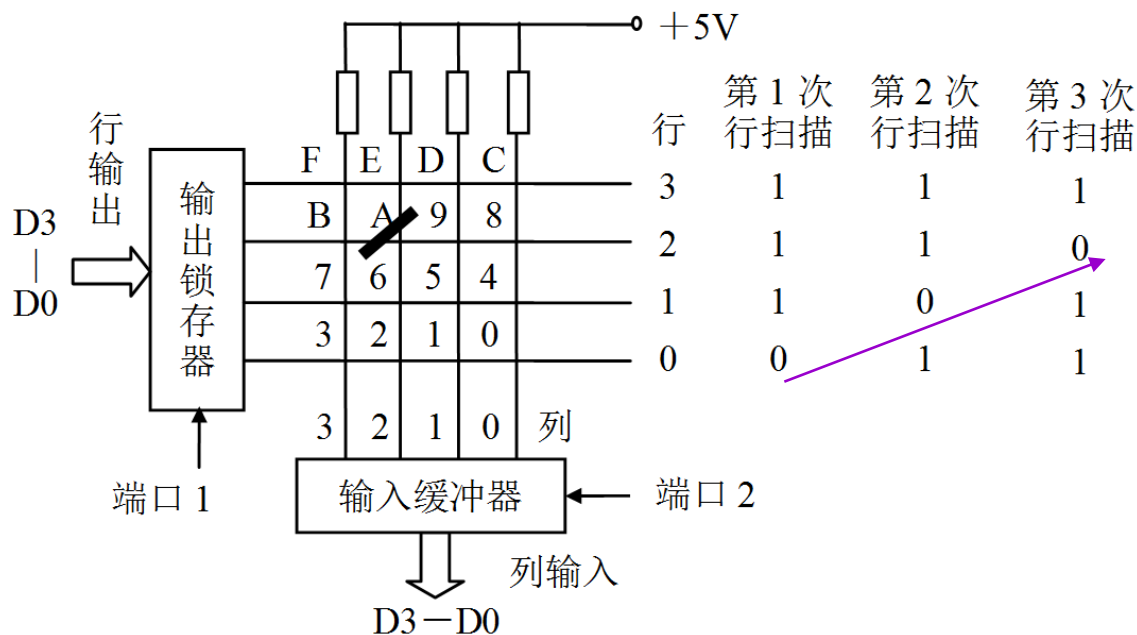 +5V
第 1 次 第 2 次 第 3 次
行 行扫描 行扫描 行扫描
行输出
输出锁存器
D3
|
D0
F E D C
3 1 1 1
B A 9 8
2 1 1 0
7 6 5 4
1 1 0 1
3 2 1 0
0 0 1 1
3 2 1 0 列
端口 1
输入缓冲器
端口 2
列输入
D3-D0